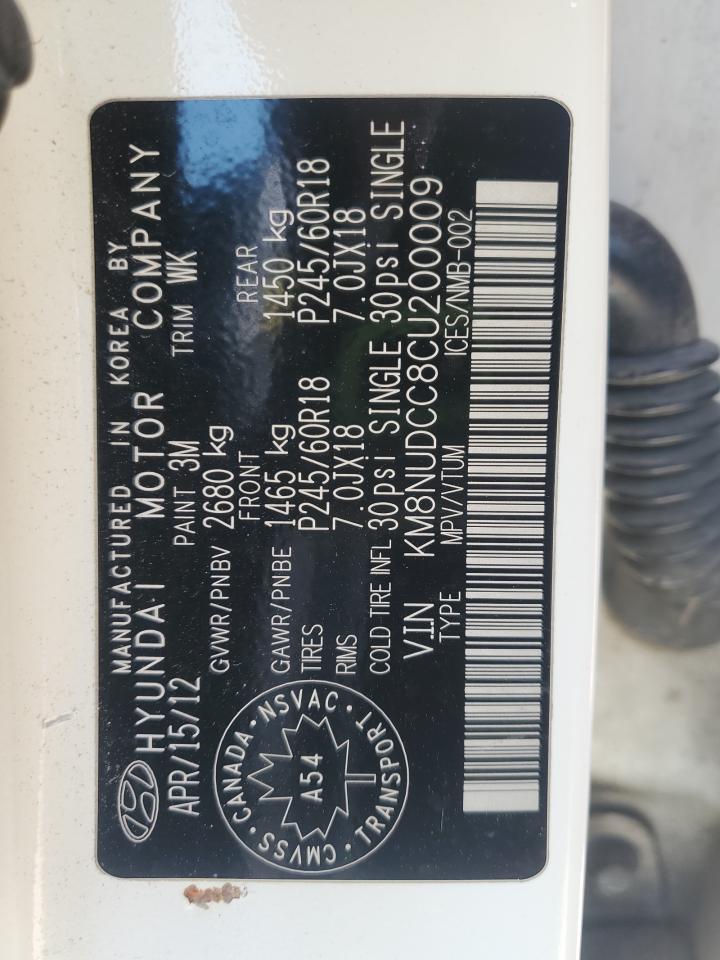 MANUFACTURED IN KOREA BY
HYUNDAI MOTOR COMPANY
APR/15/12 PAINT 3M TRIM WK
GVWR/PNBV 2680 kg
FRONT REAR
GAWR/PNBE 1465 kg 1450 kg
TIRES P245/60R18 P245/60R18
RIMS 7.0JX18 7.0JX18
COLD TIRE INFL 30psi SINGLE 30psi SINGLE
VIN KM8NUDCC8CU200009
TYPE MPV/VTUM ICES/NMB-002
CANADA • NSVAC • TRANSPORT • CMVSS •
A54